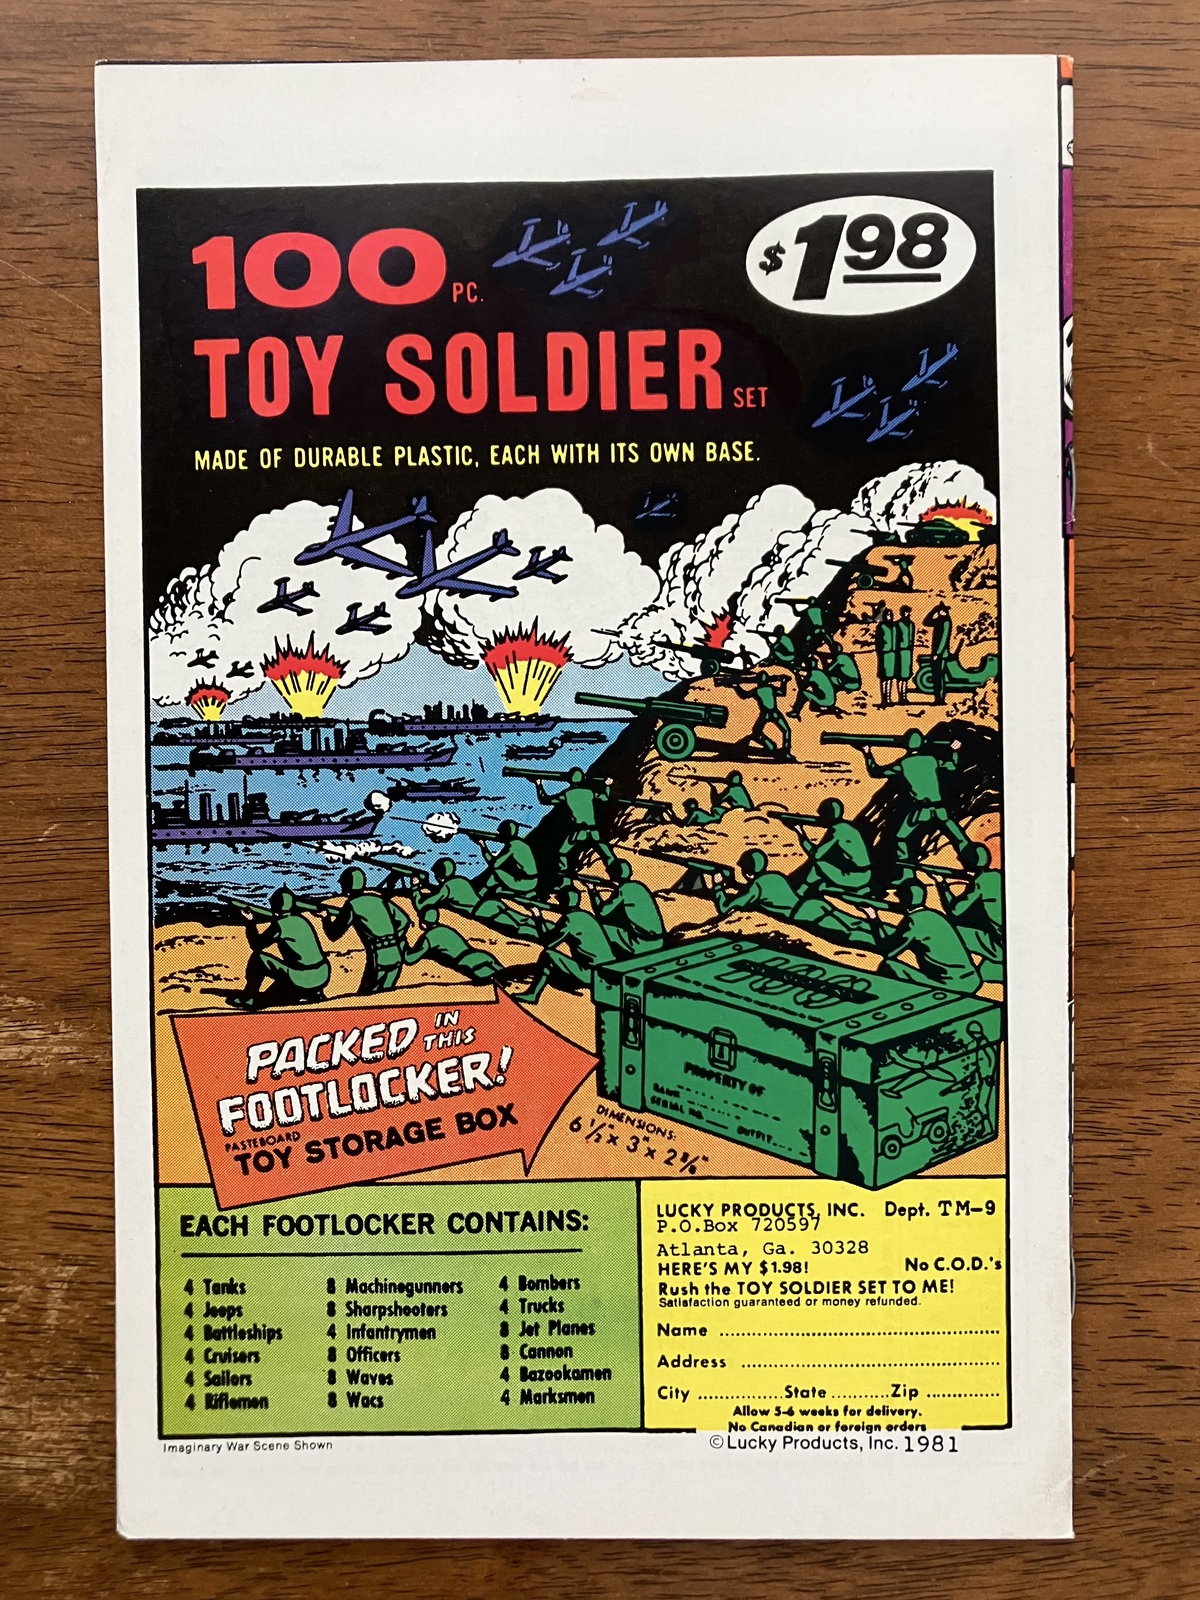 100 PC.
$1.98
TOY SOLDIER SET
MADE OF DURABLE PLASTIC, EACH WITH ITS OWN BASE.
PACKED IN THIS
FOOTLOCKER!
PASTEBOARD
TOY STORAGE BOX
PROPERTY OF
SERIAL NO.
OUTFIT
DIMENSIONS:
6 1/2" x 3" x 2 3/8"
EACH FOOTLOCKER CONTAINS:
4 Tanks
4 Jeeps
4 Battleships
4 Cruisers
4 Sailors
4 Riflemen
8 Machinegunners
8 Sharpshooters
4 Infantrymen
8 Officers
8 Waves
8 Wacs
4 Bombers
4 Trucks
8 Jet Planes
8 Cannon
4 Bazookamen
4 Marksmen
LUCKY PRODUCTS, INC. Dept. TM-9
P.O.Box 720597
Atlanta, Ga. 30328
HERE'S MY $1.98! No C.O.D.'s
Rush the TOY SOLDIER SET TO ME!
Satisfaction guaranteed or money refunded.
Name
Address
City State Zip
Allow 5-6 weeks for delivery.
No Canadian or foreign orders
Imaginary War Scene Shown
©Lucky Products, Inc. 1981